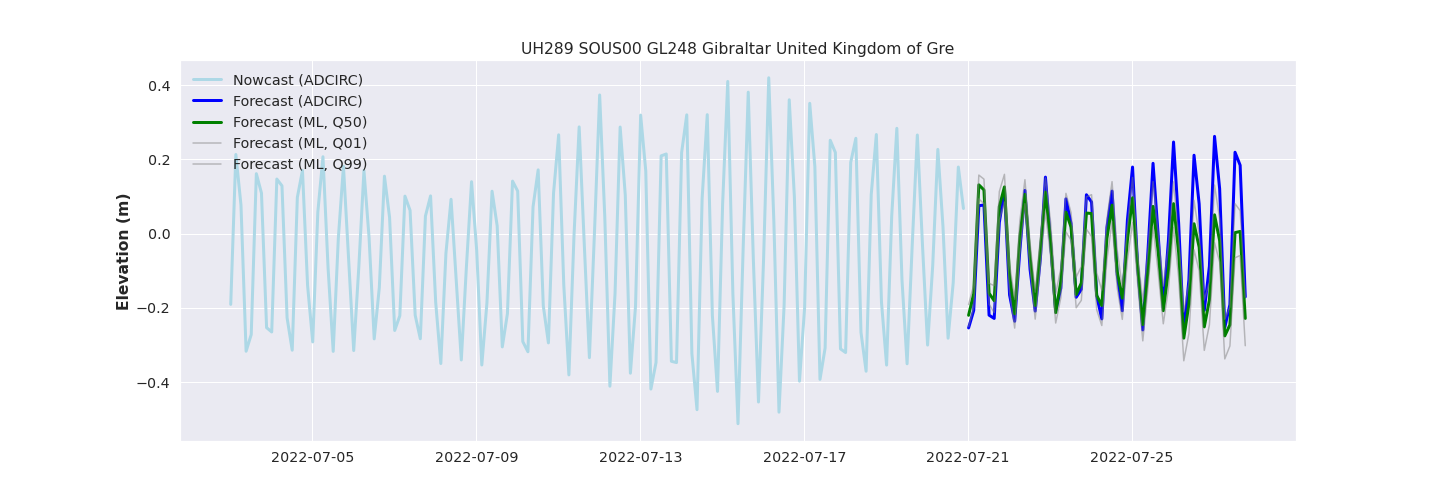 UH289 SOUS00 GL248 Gibraltar United Kingdom of Gre
Nowcast (ADCIRC)
Forecast (ADCIRC)
Forecast (ML, Q50)
Forecast (ML, Q01)
Forecast (ML, Q99)
Elevation (m)
0.4
0.2
0.0
−0.2
−0.4
2022-07-05
2022-07-09
2022-07-13
2022-07-17
2022-07-21
2022-07-25